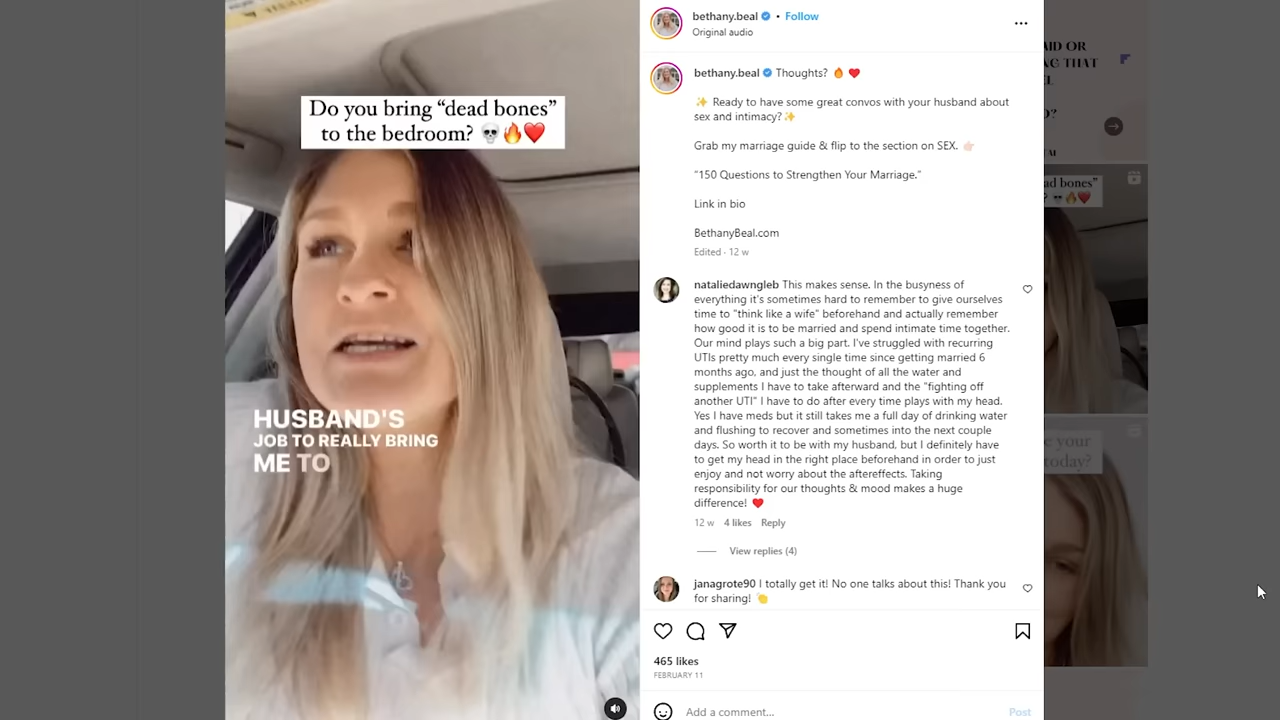 Do you bring “dead bones”
to the bedroom? 💀🔥❤️
HUSBAND'S
JOB TO REALLY BRING
ME TO
bethany.beal • Follow
Original audio
bethany.beal Thoughts? 🔥 ❤️
✨ Ready to have some great convos with your husband about
sex and intimacy?✨
Grab my marriage guide & flip to the section on SEX. 👉🏻
“150 Questions to Strengthen Your Marriage.”
Link in bio
BethanyBeal.com
Edited · 12 w
nataliedawngleb This makes sense. In the busyness of
everything it's sometimes hard to remember to give ourselves
time to "think like a wife" beforehand and actually remember
how good it is to be married and spend intimate time together.
Our mind plays such a big part. I've struggled with recurring
UTIs pretty much every single time since getting married 6
months ago, and just the thought of all the water and
supplements I have to take afterward and the "fighting off
another UTI" I have to do after every time plays with my head.
Yes I have meds but it still takes me a full day of drinking water
and flushing to recover and sometimes into the next couple
days. So worth it to be with my husband, but I definitely have
to get my head in the right place beforehand in order to just
enjoy and not worry about the aftereffects. Taking
responsibility for our thoughts & mood makes a huge
difference! ❤️
12 w 4 likes Reply
View replies (4)
janagrote90 I totally get it! No one talks about this! Thank you
for sharing! 👏
465 likes
FEBRUARY 11
Add a comment... Post
AID OR
G THAT
ad bones”
💀🔥❤️
e your
today?